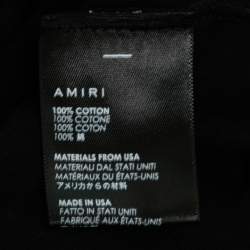 AMIRI
100% COTTON
100% COTONE
100% COTON
100% 綿
MATERIALS FROM USA
MATERIALI DAL STATI UNITI
MATÉRIAUX DU ÉTATS-UNIS
アメリカからの材料
MADE IN USA
FATTO IN STATI UNITI
FABRIQUÉ AUX ÉTATS-UNIS